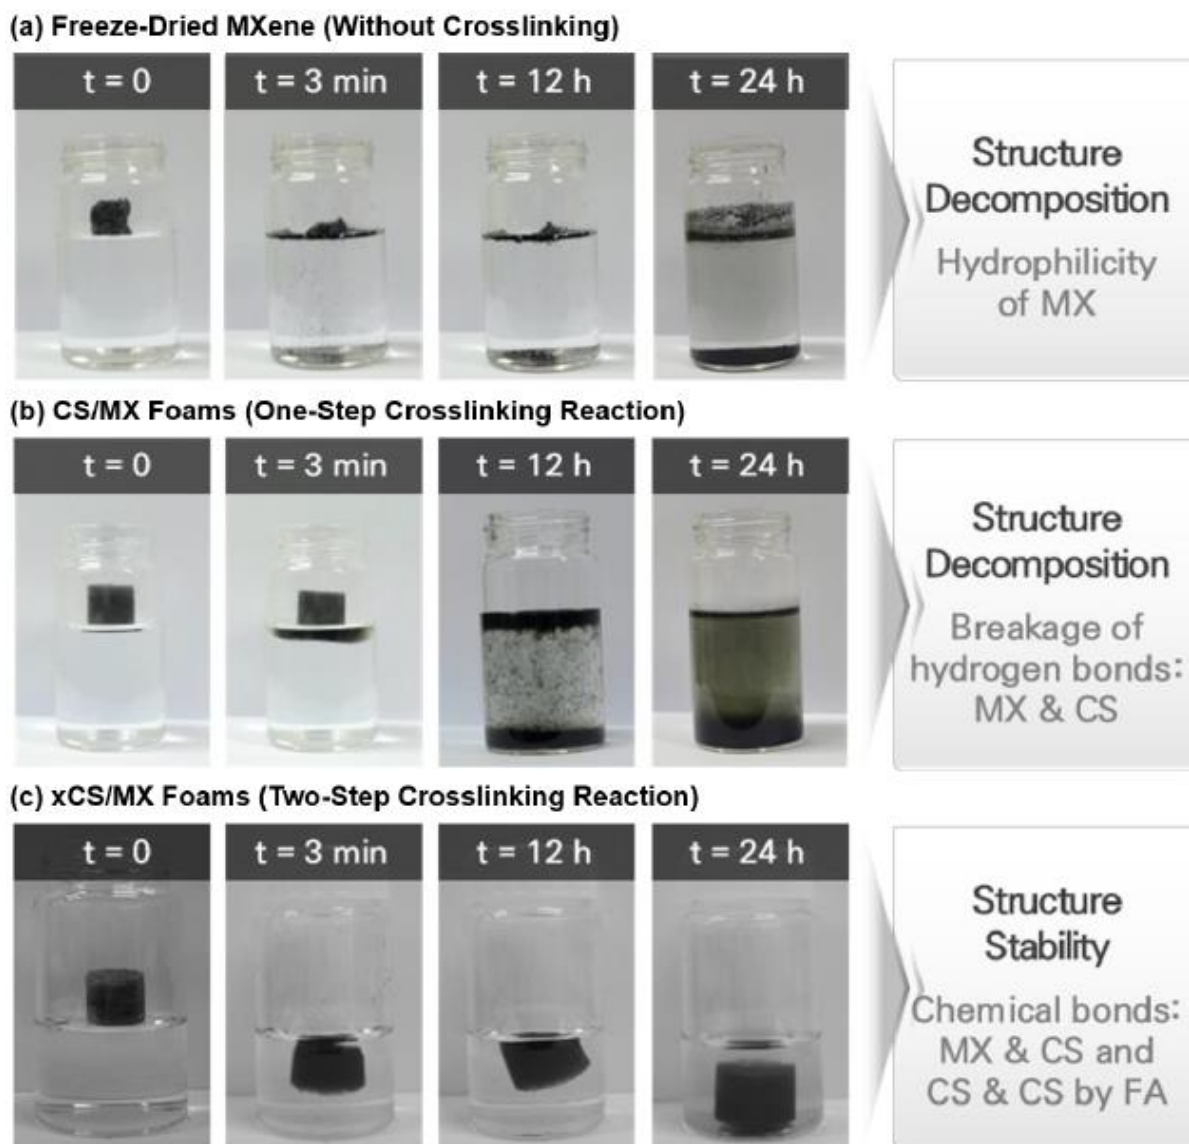 (a) Freeze-Dried MXene (Without Crosslinking)
t = 0
t = 3 min
t = 12 h
t = 24 h
Structure
Decomposition
Hydrophilicity
of MX
(b) CS/MX Foams (One-Step Crosslinking Reaction)
t = 0
t = 3 min
t = 12 h
t = 24 h
Structure
Decomposition
Breakage of
hydrogen bonds:
MX & CS
(c) xCS/MX Foams (Two-Step Crosslinking Reaction)
t = 0
t = 3 min
t = 12 h
t = 24 h
Structure
Stability
Chemical bonds:
MX & CS and
CS & CS by FA